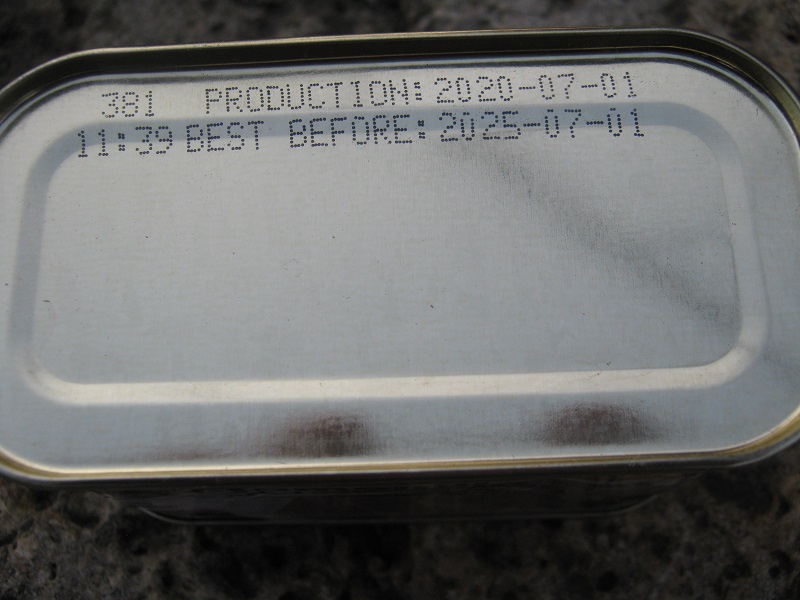 381 PRODUCTION: 2020-07-01
11:39 BEST BEFORE: 2025-07-01